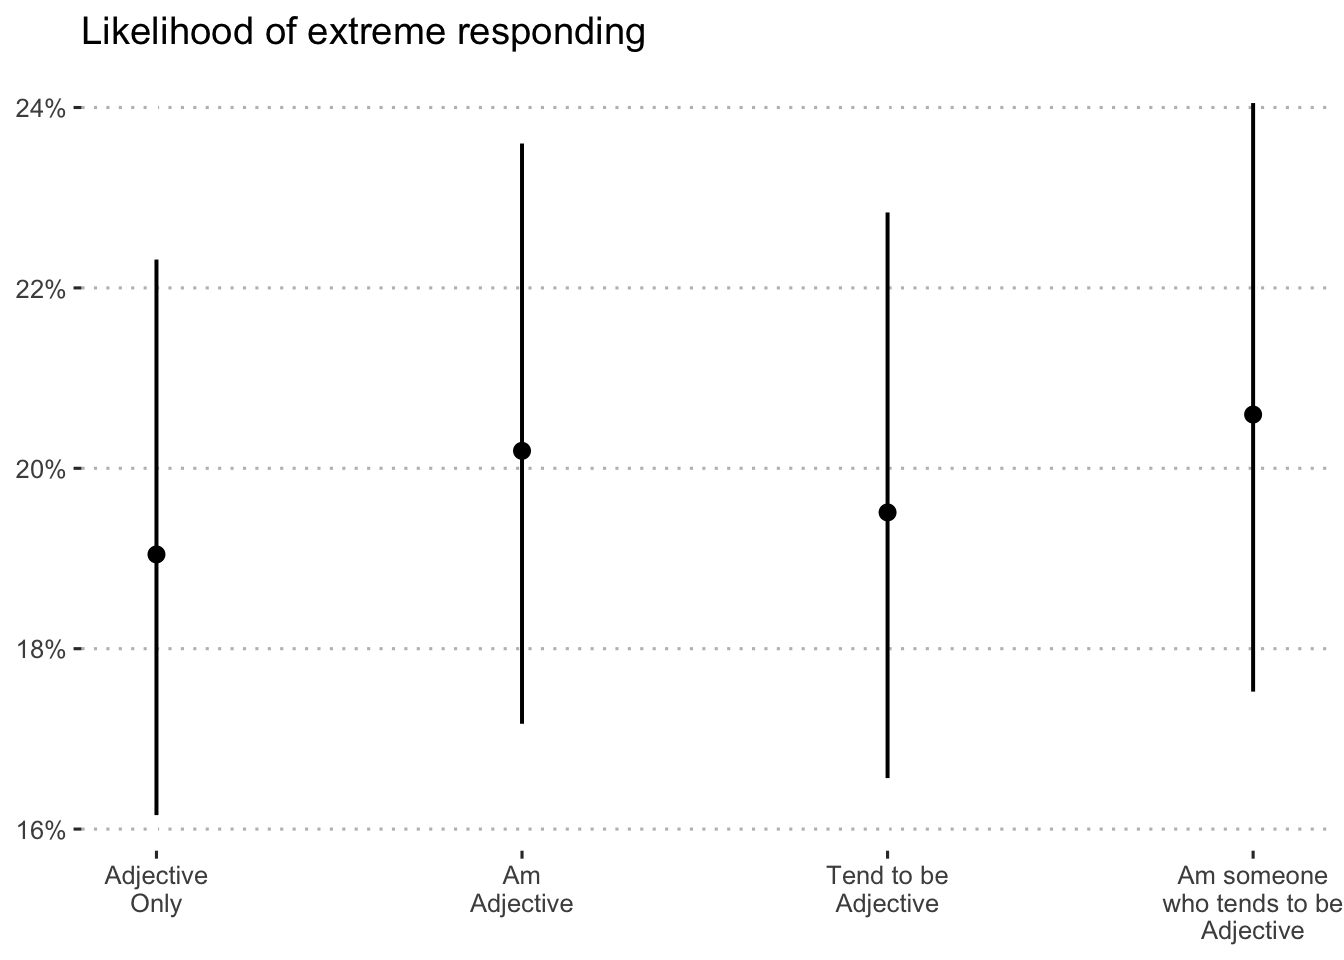 Likelihood of extreme responding
24%
22%
20%
18%
16%
Adjective
Only
Am
Adjective
Tend to be
Adjective
Am someone
who tends to be
Adjective